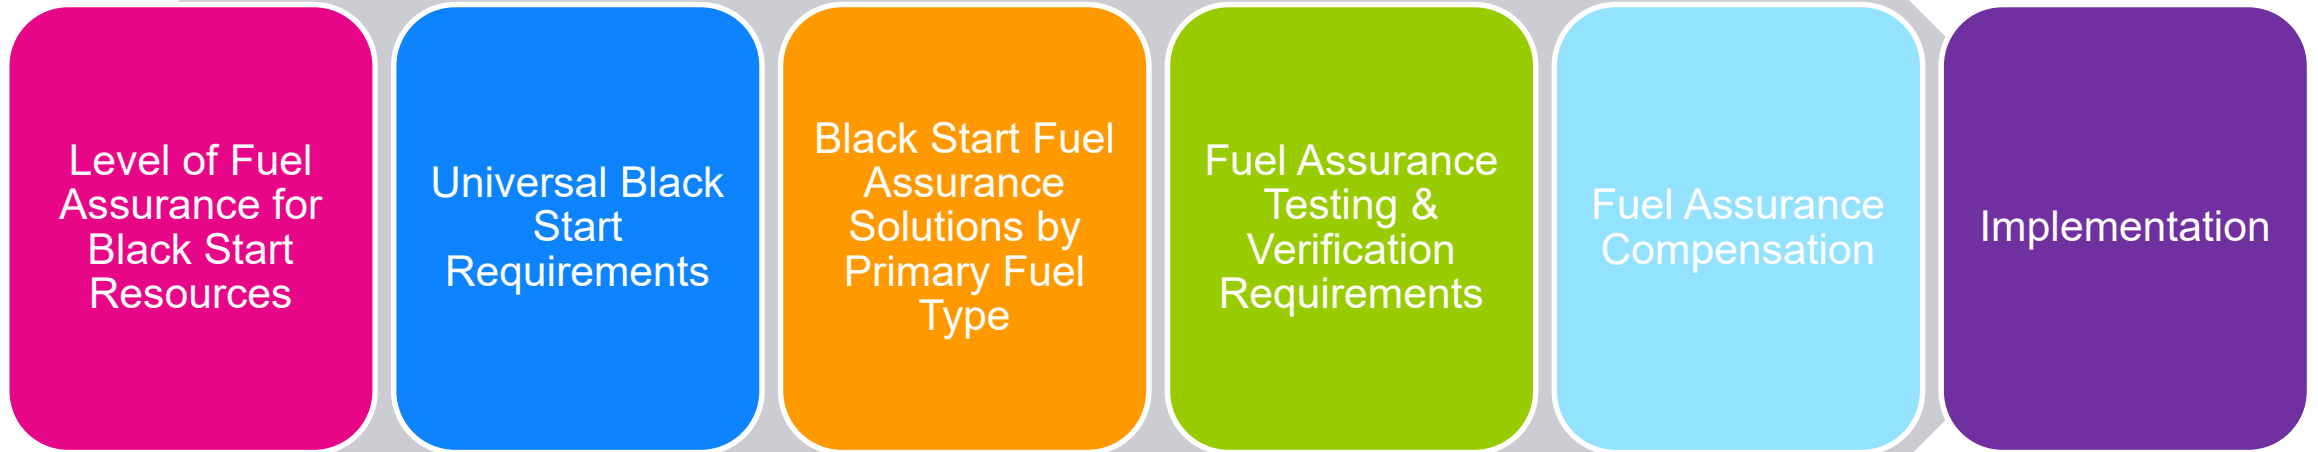 Level of Fuel
Assurance for
Black Start
Resources
Universal Black
Start
Requirements
Black Start Fuel
Assurance
Solutions by
Primary Fuel
Type
Fuel Assurance
Testing &
Verification
Requirements
Fuel Assurance
Compensation
Implementation